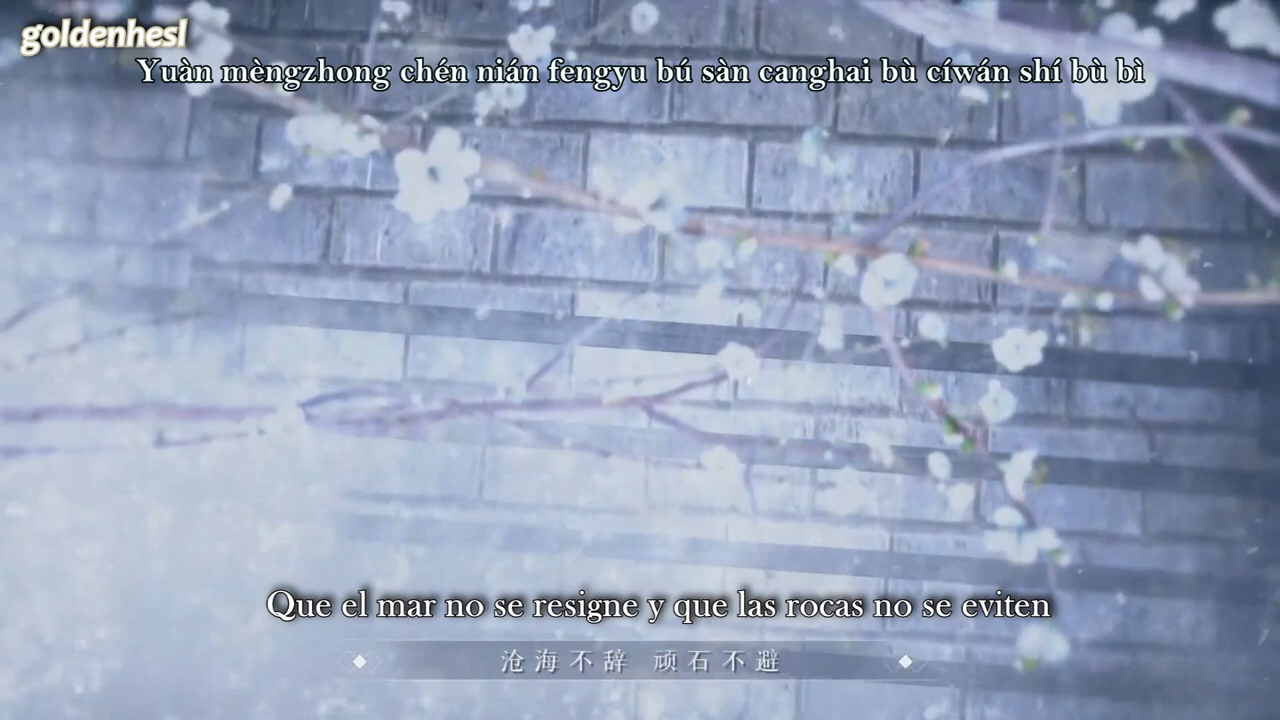 goldenhesl
Yuàn mèngzhong chén nián fengyu bú sàn canghai bù cíwán shí bù bì
Que el mar no se resigne y que las rocas no se eviten
沧海不辞 顽石不避